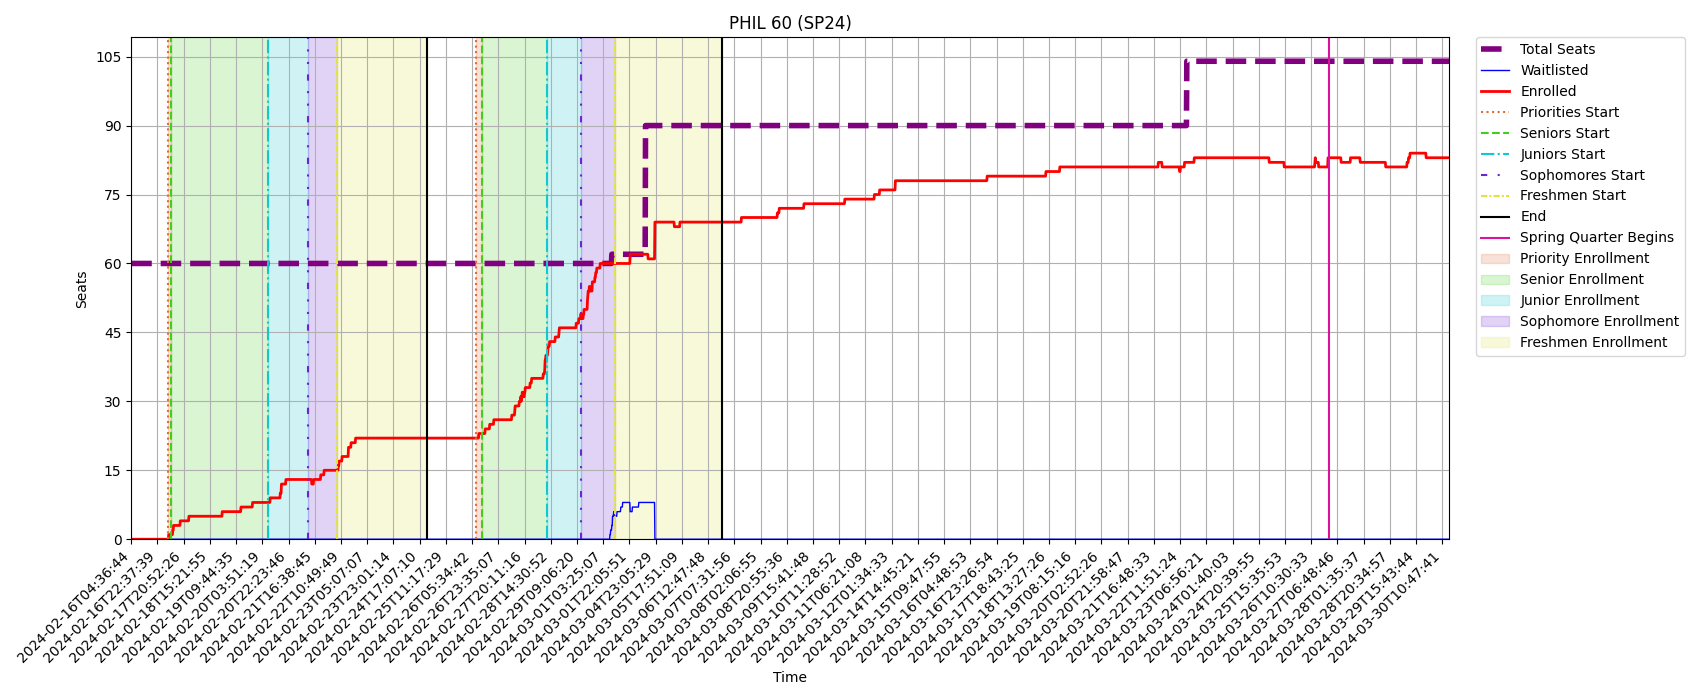 PHIL 60 (SP24)
Seats
105
90
75
60
45
30
15
0
2024-02-16T04:36:44
2024-02-16T22:37:39
2024-02-17T20:52:26
2024-02-18T15:21:55
2024-02-19T09:44:35
2024-02-20T03:51:19
2024-02-20T22:23:46
2024-02-21T16:38:45
2024-02-22T10:49:49
2024-02-23T05:07:07
2024-02-23T23:01:14
2024-02-24T17:07:10
2024-02-25T11:17:29
2024-02-26T05:34:42
2024-02-26T23:35:07
2024-02-27T20:11:16
2024-02-28T14:30:52
2024-02-29T09:06:20
2024-03-01T03:25:07
2024-03-01T22:05:51
2024-03-04T23:05:29
2024-03-05T17:51:09
2024-03-06T12:47:48
2024-03-07T07:31:56
2024-03-08T02:06:55
2024-03-08T20:55:36
2024-03-09T15:41:48
2024-03-10T11:28:52
2024-03-11T06:21:08
2024-03-12T01:34:33
2024-03-14T14:45:21
2024-03-15T09:47:55
2024-03-16T04:48:53
2024-03-16T23:26:54
2024-03-17T18:43:25
2024-03-18T13:27:26
2024-03-19T08:15:16
2024-03-20T02:52:26
2024-03-20T21:58:47
2024-03-21T16:48:33
2024-03-22T11:51:24
2024-03-23T06:56:21
2024-03-24T01:40:03
2024-03-24T20:39:55
2024-03-25T15:35:53
2024-03-26T10:30:33
2024-03-27T06:48:46
2024-03-28T01:35:37
2024-03-28T20:34:57
2024-03-29T15:43:44
2024-03-30T10:47:41
Time
Total Seats
Waitlisted
Enrolled
Priorities Start
Seniors Start
Juniors Start
Sophomores Start
Freshmen Start
End
Spring Quarter Begins
Priority Enrollment
Senior Enrollment
Junior Enrollment
Sophomore Enrollment
Freshmen Enrollment